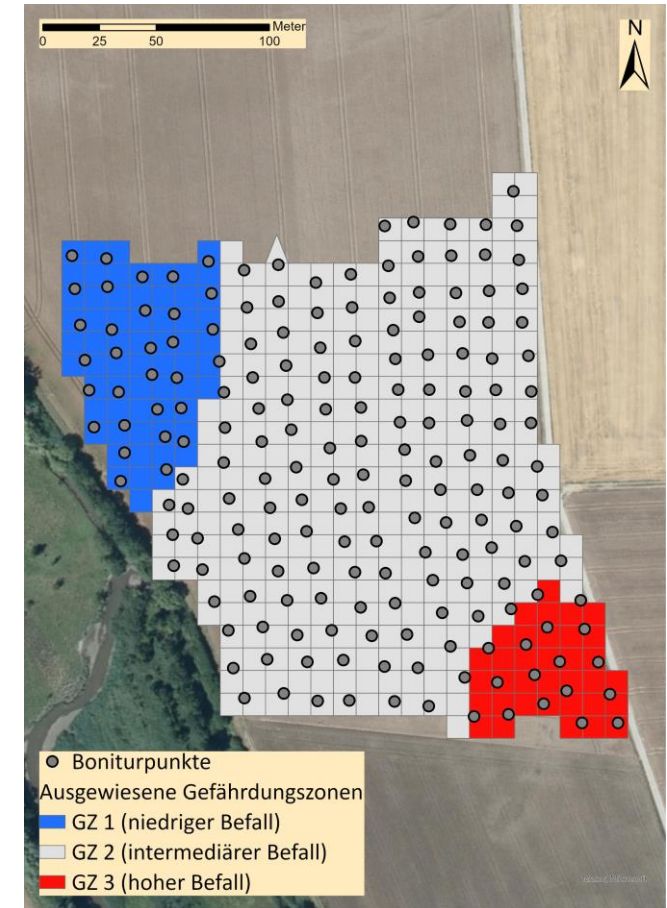 Meter
0 25 50 100
N
Boniturpunkte
Ausgewiesene Gefährdungszonen
GZ 1 (niedriger Befall)
GZ 2 (intermediärer Befall)
GZ 3 (hoher Befall)